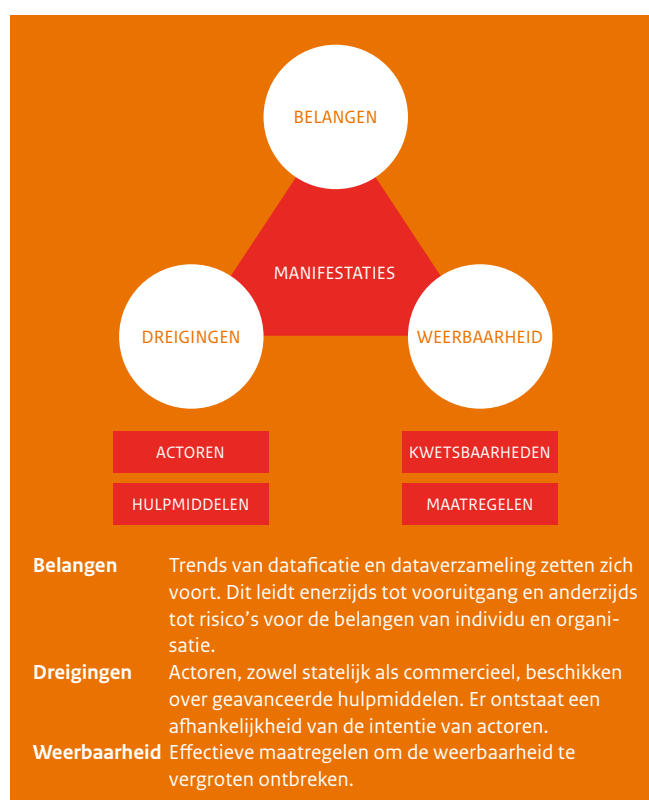 BELANGEN
MANIFESTATIES
DREIGINGEN
WEERBAARHEID
ACTOREN
KWETSBAARHEDEN
HULPMIDDELEN
MAATREGELEN
Belangen Trends van dataficatie en dataverzameling zetten zich
voort. Dit leidt enerzijds tot vooruitgang en anderzijds
tot risico's voor de belangen van individu en organi-
satie.
Dreigingen Actoren, zowel statelijk als commercieel, beschikken
over geavanceerde hulpmiddelen. Er ontstaat een
afhankelijkheid van de intentie van actoren.
Weerbaarheid Effectieve maatregelen om de weerbaarheid te
vergroten ontbreken.